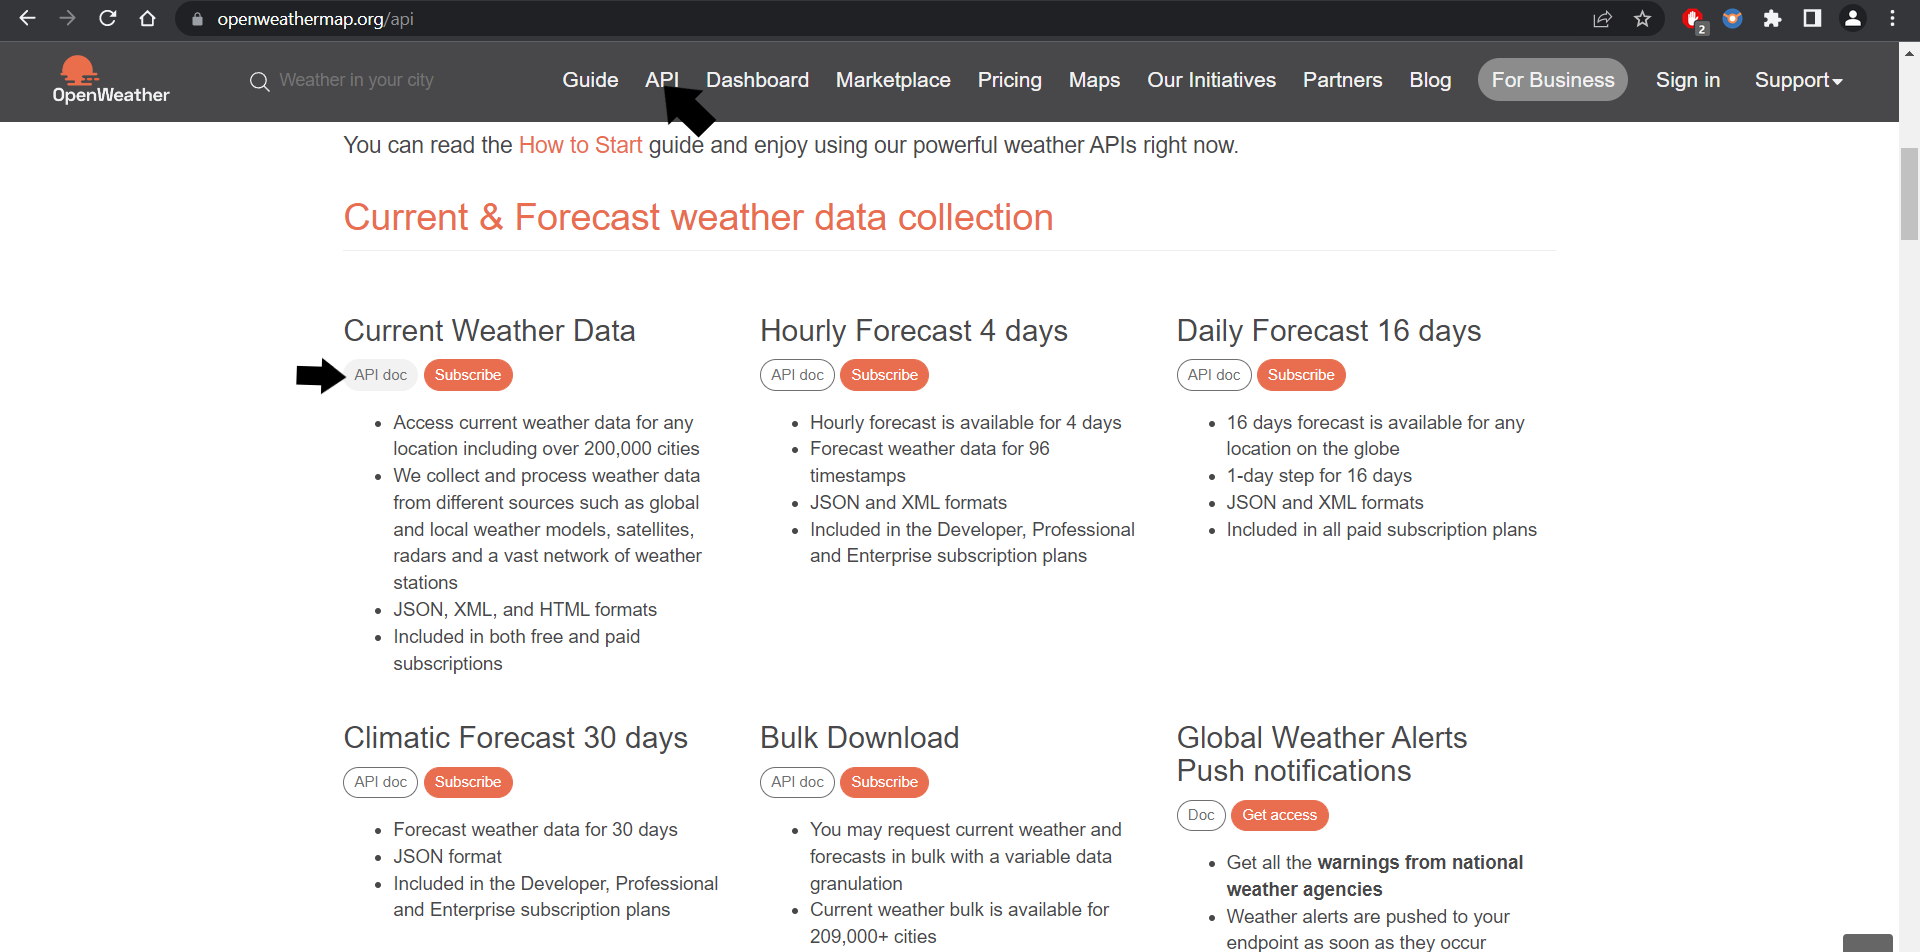 openweathermap.org/api
2
OpenWeather
Weather in your city
Guide API Dashboard Marketplace Pricing Maps Our Initiatives Partners Blog For Business Sign in Support
You can read the How to Start guide and enjoy using our powerful weather APIs right now.
Current & Forecast weather data collection
Current Weather Data
API doc Subscribe
Access current weather data for any
location including over 200,000 cities
We collect and process weather data
from different sources such as global
and local weather models, satellites,
radars and a vast network of weather
stations
JSON, XML, and HTML formats
Included in both free and paid
subscriptions
Hourly Forecast 4 days
API doc Subscribe
Hourly forecast is available for 4 days
Forecast weather data for 96
timestamps
JSON and XML formats
Included in the Developer, Professional
and Enterprise subscription plans
Daily Forecast 16 days
API doc Subscribe
16 days forecast is available for any
location on the globe
1-day step for 16 days
JSON and XML formats
Included in all paid subscription plans
Climatic Forecast 30 days
API doc Subscribe
Forecast weather data for 30 days
JSON format
Included in the Developer, Professional
and Enterprise subscription plans
Bulk Download
API doc Subscribe
You may request current weather and
forecasts in bulk with a variable data
granulation
Current weather bulk is available for
209,000+ cities
Global Weather Alerts
Push notifications
Doc Get access
Get all the warnings from national
weather agencies
Weather alerts are pushed to your
endpoint as soon as they occur